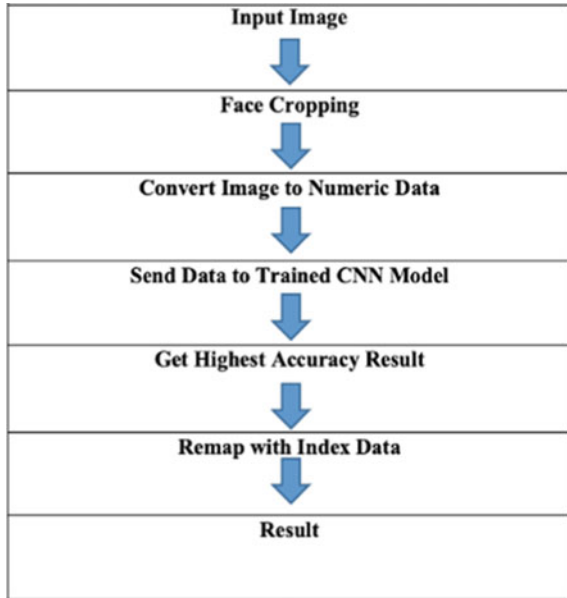 Input Image
Face Cropping
Convert Image to Numeric Data
Send Data to Trained CNN Model
Get Highest Accuracy Result
Remap with Index Data
Result